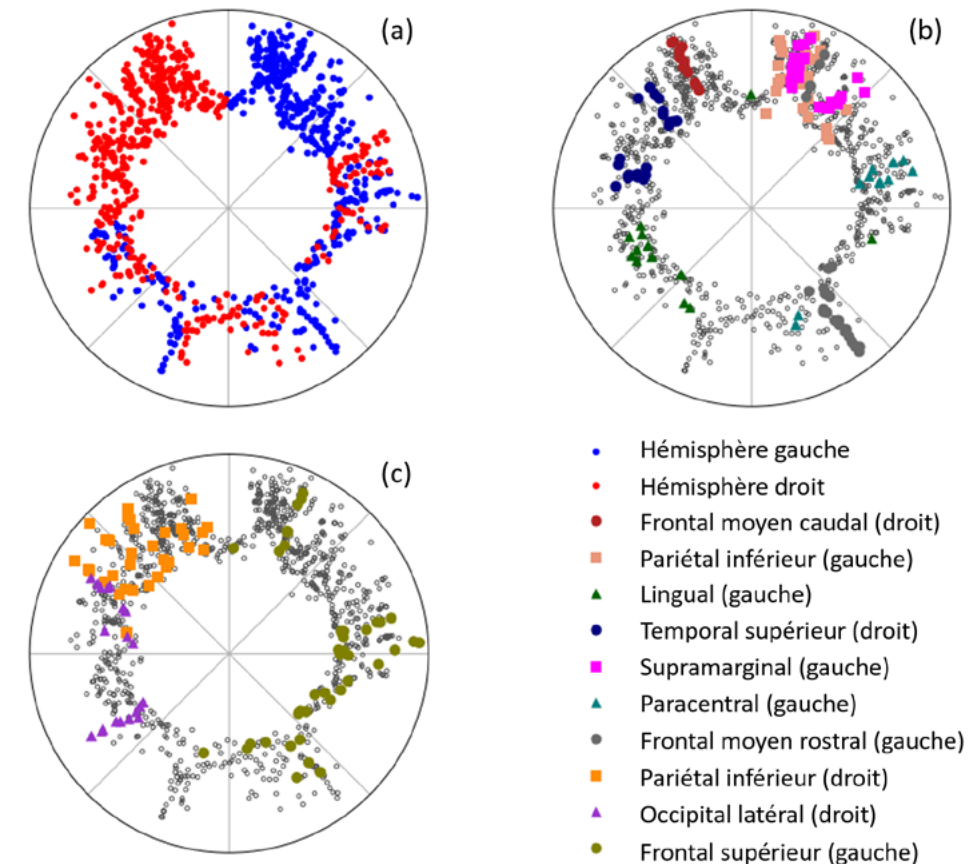 (a)
(b)
(c)
Hémisphère gauche
Hémisphère droit
Frontal moyen caudal (droit)
Pariétal inférieur (gauche)
Lingual (gauche)
Temporal supérieur (droit)
Supramarginal (gauche)
Paracentral (gauche)
Frontal moyen rostral (gauche)
Pariétal inférieur (droit)
Occipital latéral (droit)
Frontal supérieur (gauche)